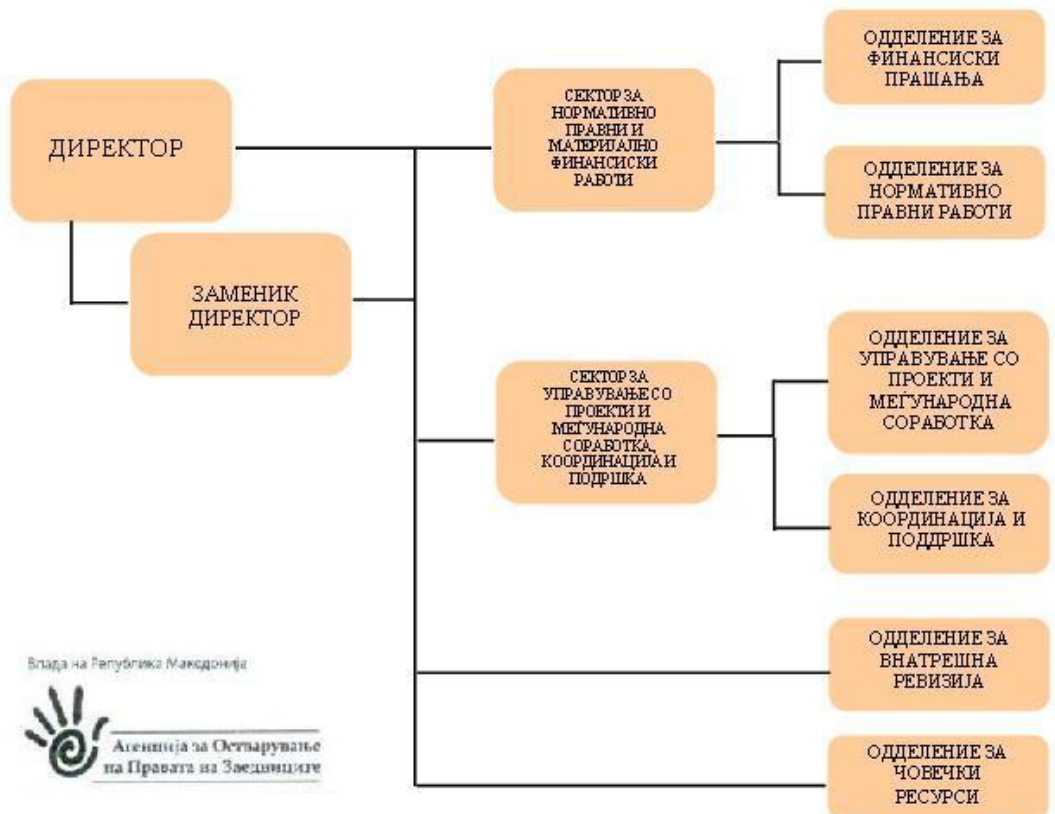 ДИРЕКТОР
ЗАМЕНИК
ДИРЕКТОР
СЕКТОР ЗА
НОРМАТИВНО
ПРАВНИ И
МАТЕРИЈАЛНО
ФИНАНСИСКИ
РАБОТИ
ОДДЕЛЕНИЕ ЗА
ФИНАНСИСКИ
ПРАШАЊА
ОДДЕЛЕНИЕ ЗА
НОРМАТИВНО
ПРАВНИ РАБОТИ
СЕКТОР ЗА
УПРАВУВАЊЕ СО
ПРОЕКТИ И
МЕЃУНАРОДНА
СОРАБОТКА,
КООРДИНАЦИЈА И
ПОДРШКА
ОДДЕЛЕНИЕ ЗА
УПРАВУВАЊЕ СО
ПРОЕКТИ И
МЕЃУНАРОДНА
СОРАБОТКА
ОДДЕЛЕНИЕ ЗА
КООРДИНАЦИЈА И
ПОДДРШКА
ОДДЕЛЕНИЕ ЗА
ВНАТРЕШНА
РЕВИЗИЈА
ОДДЕЛЕНИЕ ЗА
ЧОВЕЧКИ
РЕСУРСИ
Влада на Република Македонија
Агенција за Остварување
на Правата на Заедниците